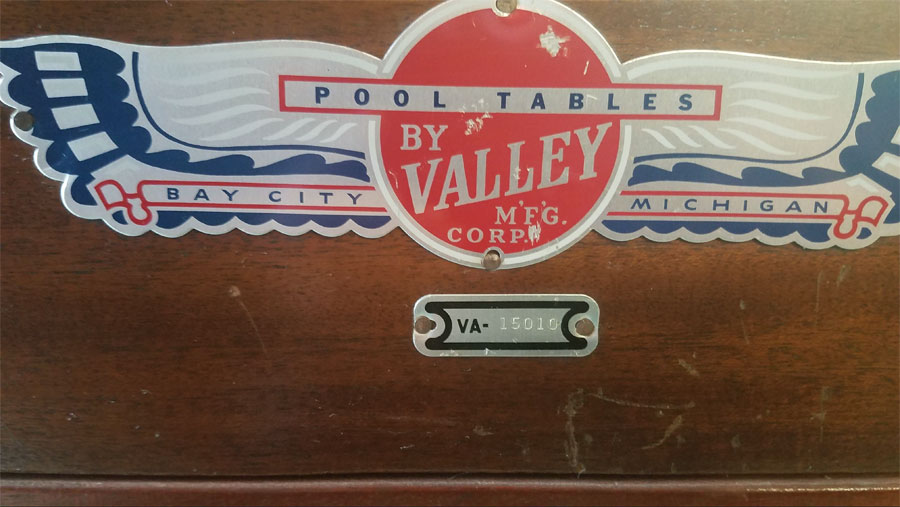 POOL TABLES
BY
VALLEY
M'F'G.
CORP.
BAY CITY
MICHIGAN
VA- 15010